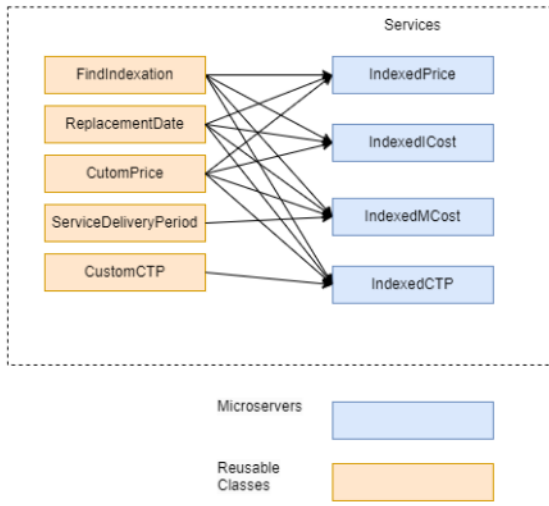 Services
FindIndexation
IndexedPrice
ReplacementDate
IndexedICost
CutomPrice
ServiceDeliveryPeriod
IndexedMCost
CustomCTP
IndexedCTP
Microservers
Reusable
Classes